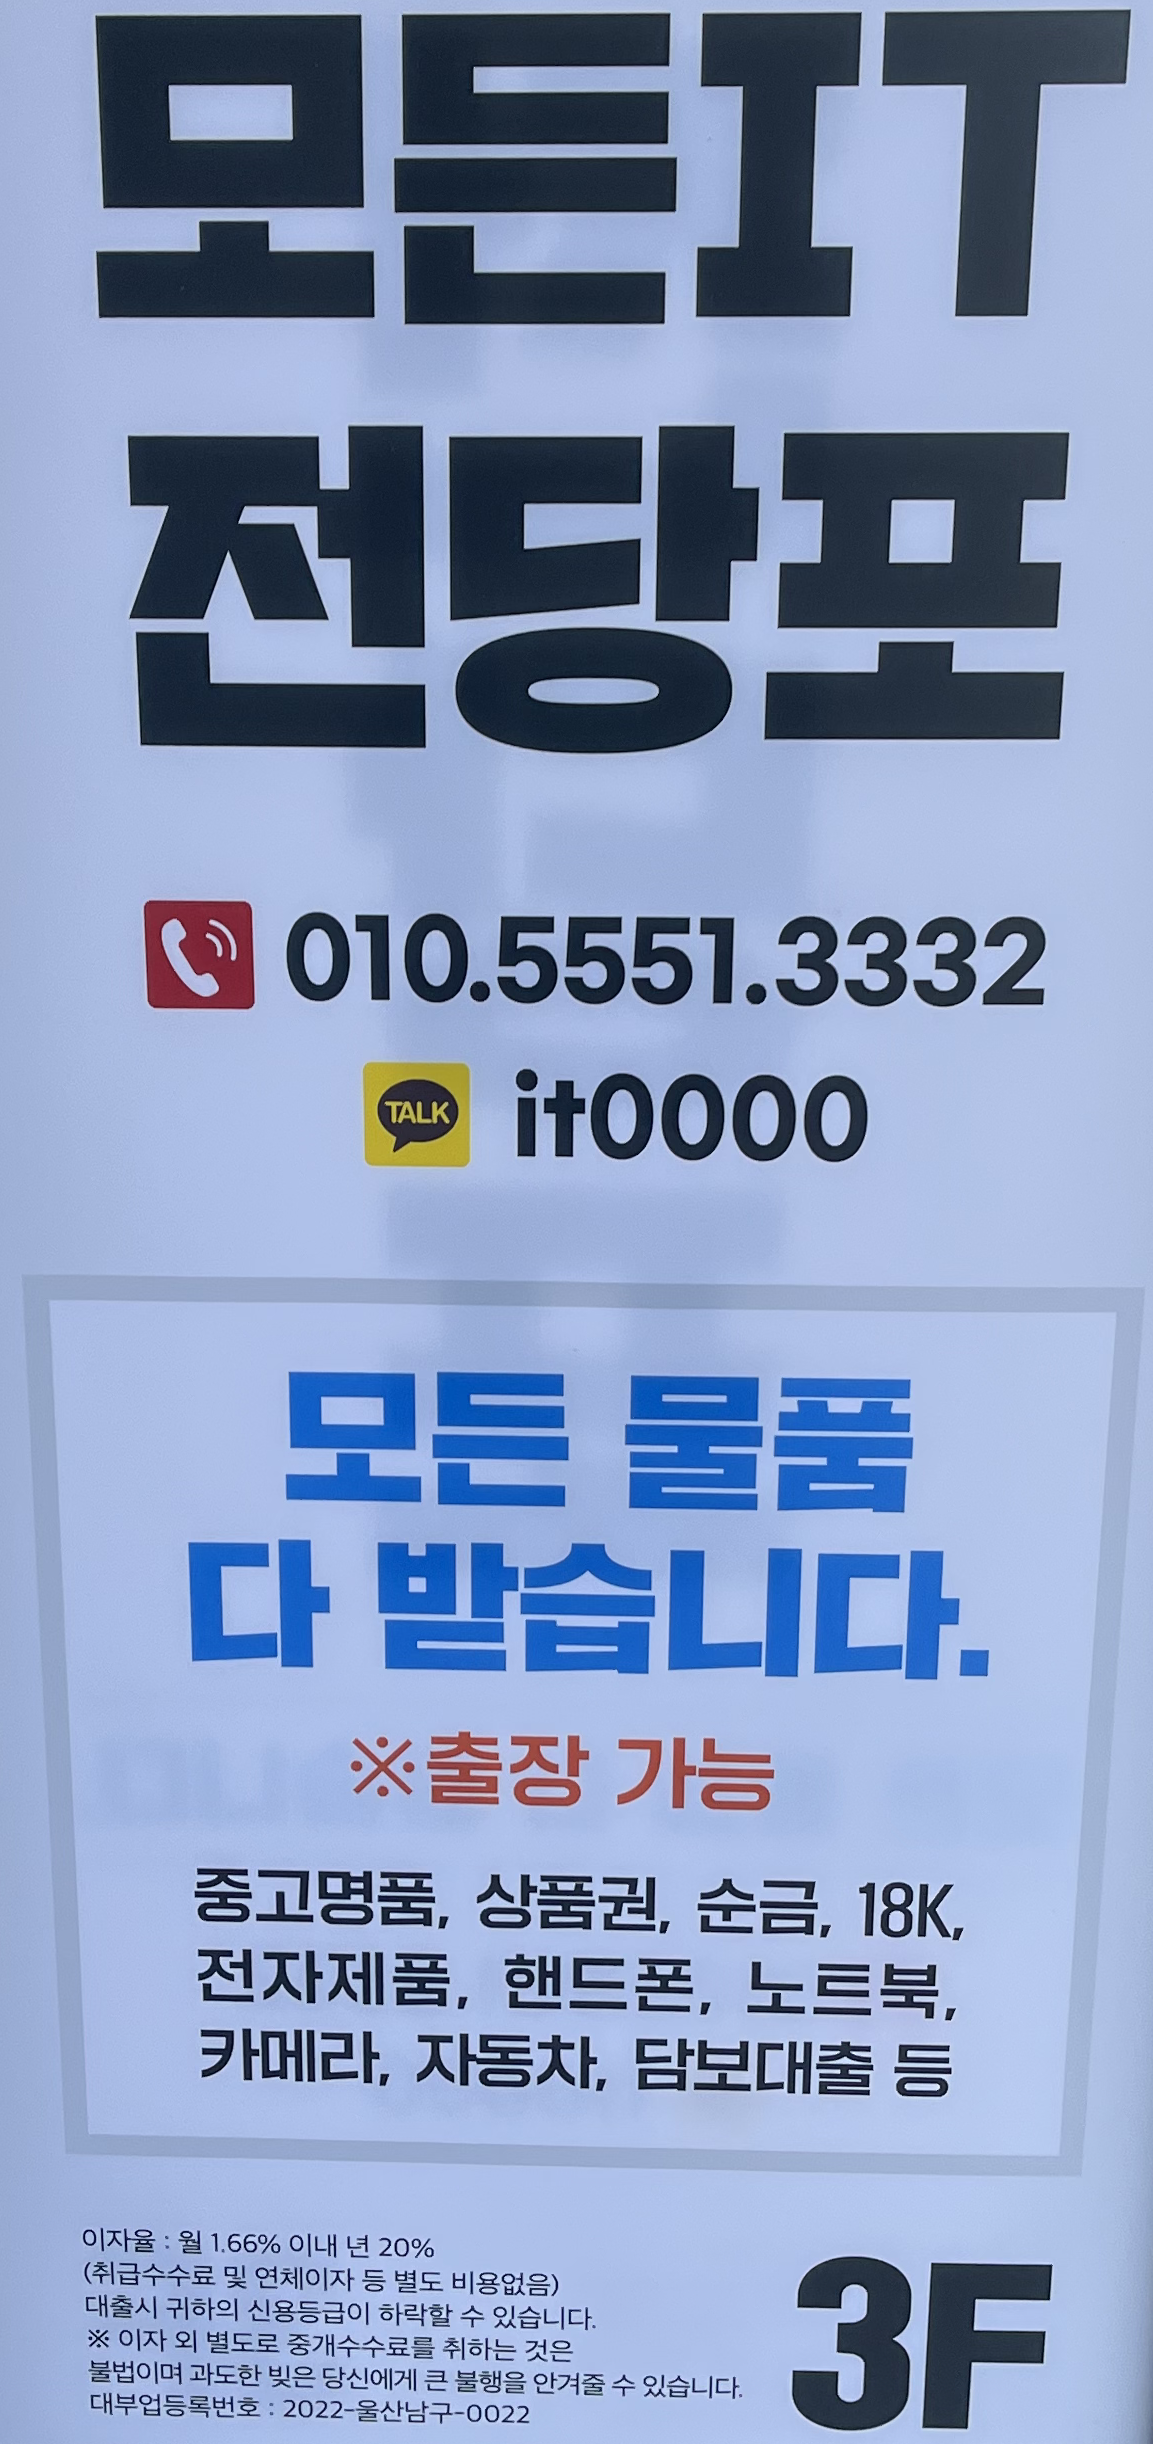 모든IT
전당포
010.5551.3332
TALK it0000
모든 물품
다 받습니다.
※출장 가능
중고명품, 상품권, 순금, 18K,
전자제품, 핸드폰, 노트북,
카메라, 자동차, 담보대출 등
이자율 : 월 1.66% 이내 년 20%
(취급수수료 및 연체이자 등 별도 비용없음)
대출시 귀하의 신용등급이 하락할 수 있습니다.
※ 이자 외 별도로 중개수수료를 취하는 것은
불법이며 과도한 빚은 당신에게 큰 불행을 안겨줄 수 있습니다.
대부업등록번호 : 2022-울산남구-0022
3F